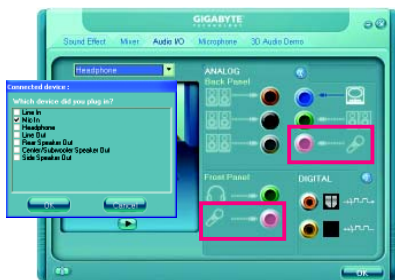 GIGABYTE
TECHNOLOGY
Sound Effect Mixer Audio I/O Microphone 3D Audio Demo
Headphone
ANALOG
Back Panel
Connected device :
Which device did you plug in?
Line In
Mic In
Headphone
Line Out
Rear Speaker Out
Center/Subwoofer Speaker Out
Side Speaker Out
OK
Cancel
Front Panel
DIGITAL
OK